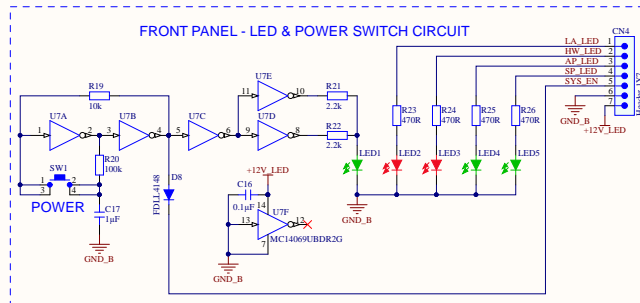 FRONT PANEL - LED & POWER SWITCH CIRCUIT
CN4
LA_LED 1
HW_LED 2
AP_LED 3
SP_LED 4
SYS_EN 5
6
7
GND_B
+12V_LED
R19
10k
U7A
1 2
U7B
3 4
U7C
5 6
U7E
11 10
U7D
9 8
R21
2.2k
R22
2.2k
R23
470R
R24
470R
R25
470R
R26
470R
LED1
LED2
LED3
LED4
LED5
GND_B
R20
100k
SW1
1 2
3 4
POWER
C17
1µF
GND_B
D8
FDLL4148
+12V_LED
C16
0.1µF
14
U7F
13 12
7
MC14069UBDR2G
GND_B